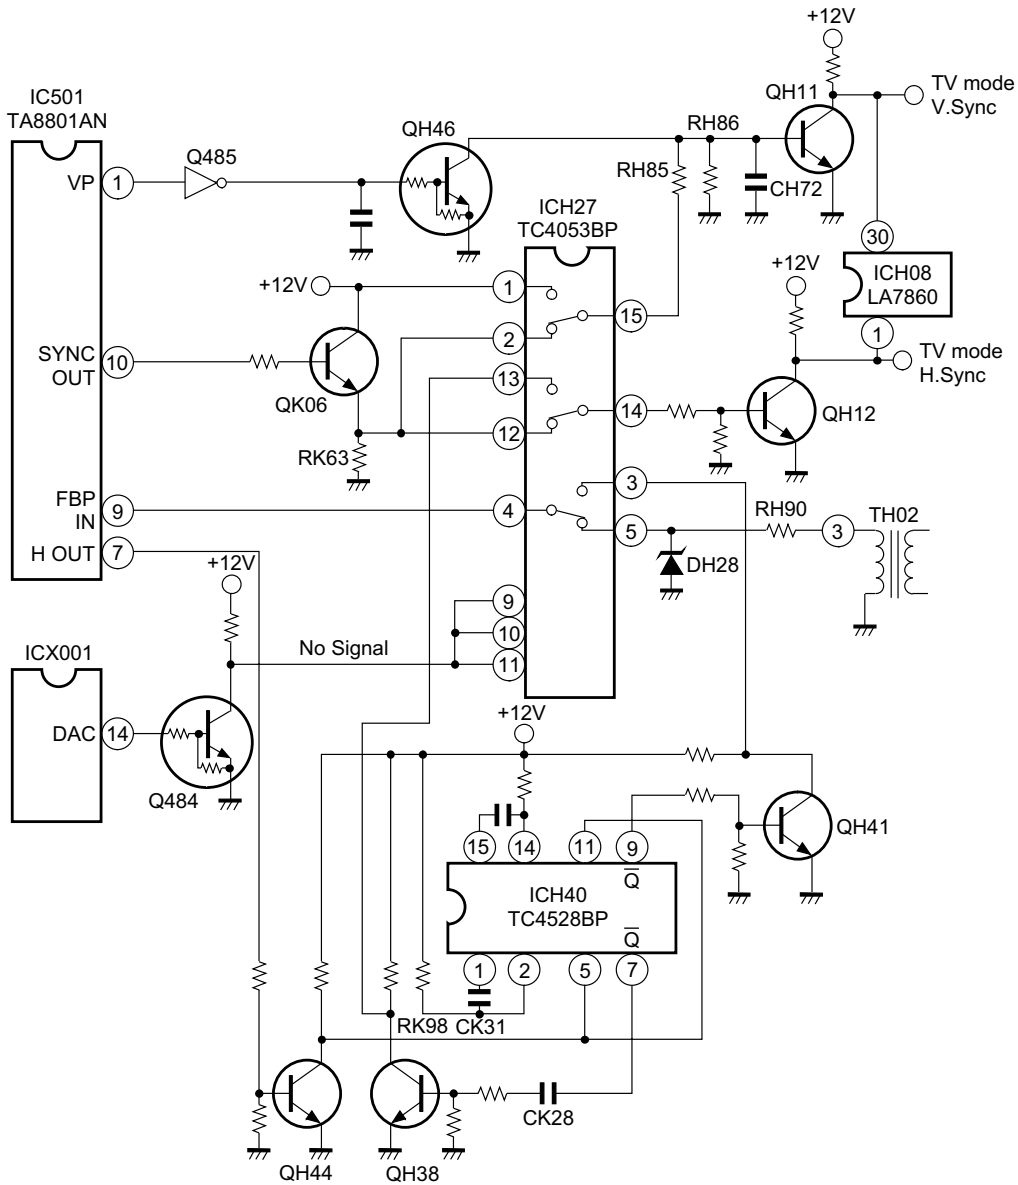 +12V
TV mode
V.Sync
QH11
IC501
TA8801AN
QH46
RH86
Q485
VP
1
RH85
CH72
ICH27
TC4053BP
30
+12V
ICH08
LA7860
+12V
1
15
1
SYNC
OUT
10
2
TV mode
H.Sync
13
QK06
14
QH12
12
RK63
3
FBP
IN
9
4
RH90
TH02
5
3
H OUT
7
+12V
DH28
9
10
ICX001
No Signal
11
+12V
DAC
14
Q484
QH41
15
14
11
9
Q
ICH40
TC4528BP
Q
1
2
5
7
RK98
CK31
CK28
QH44
QH38